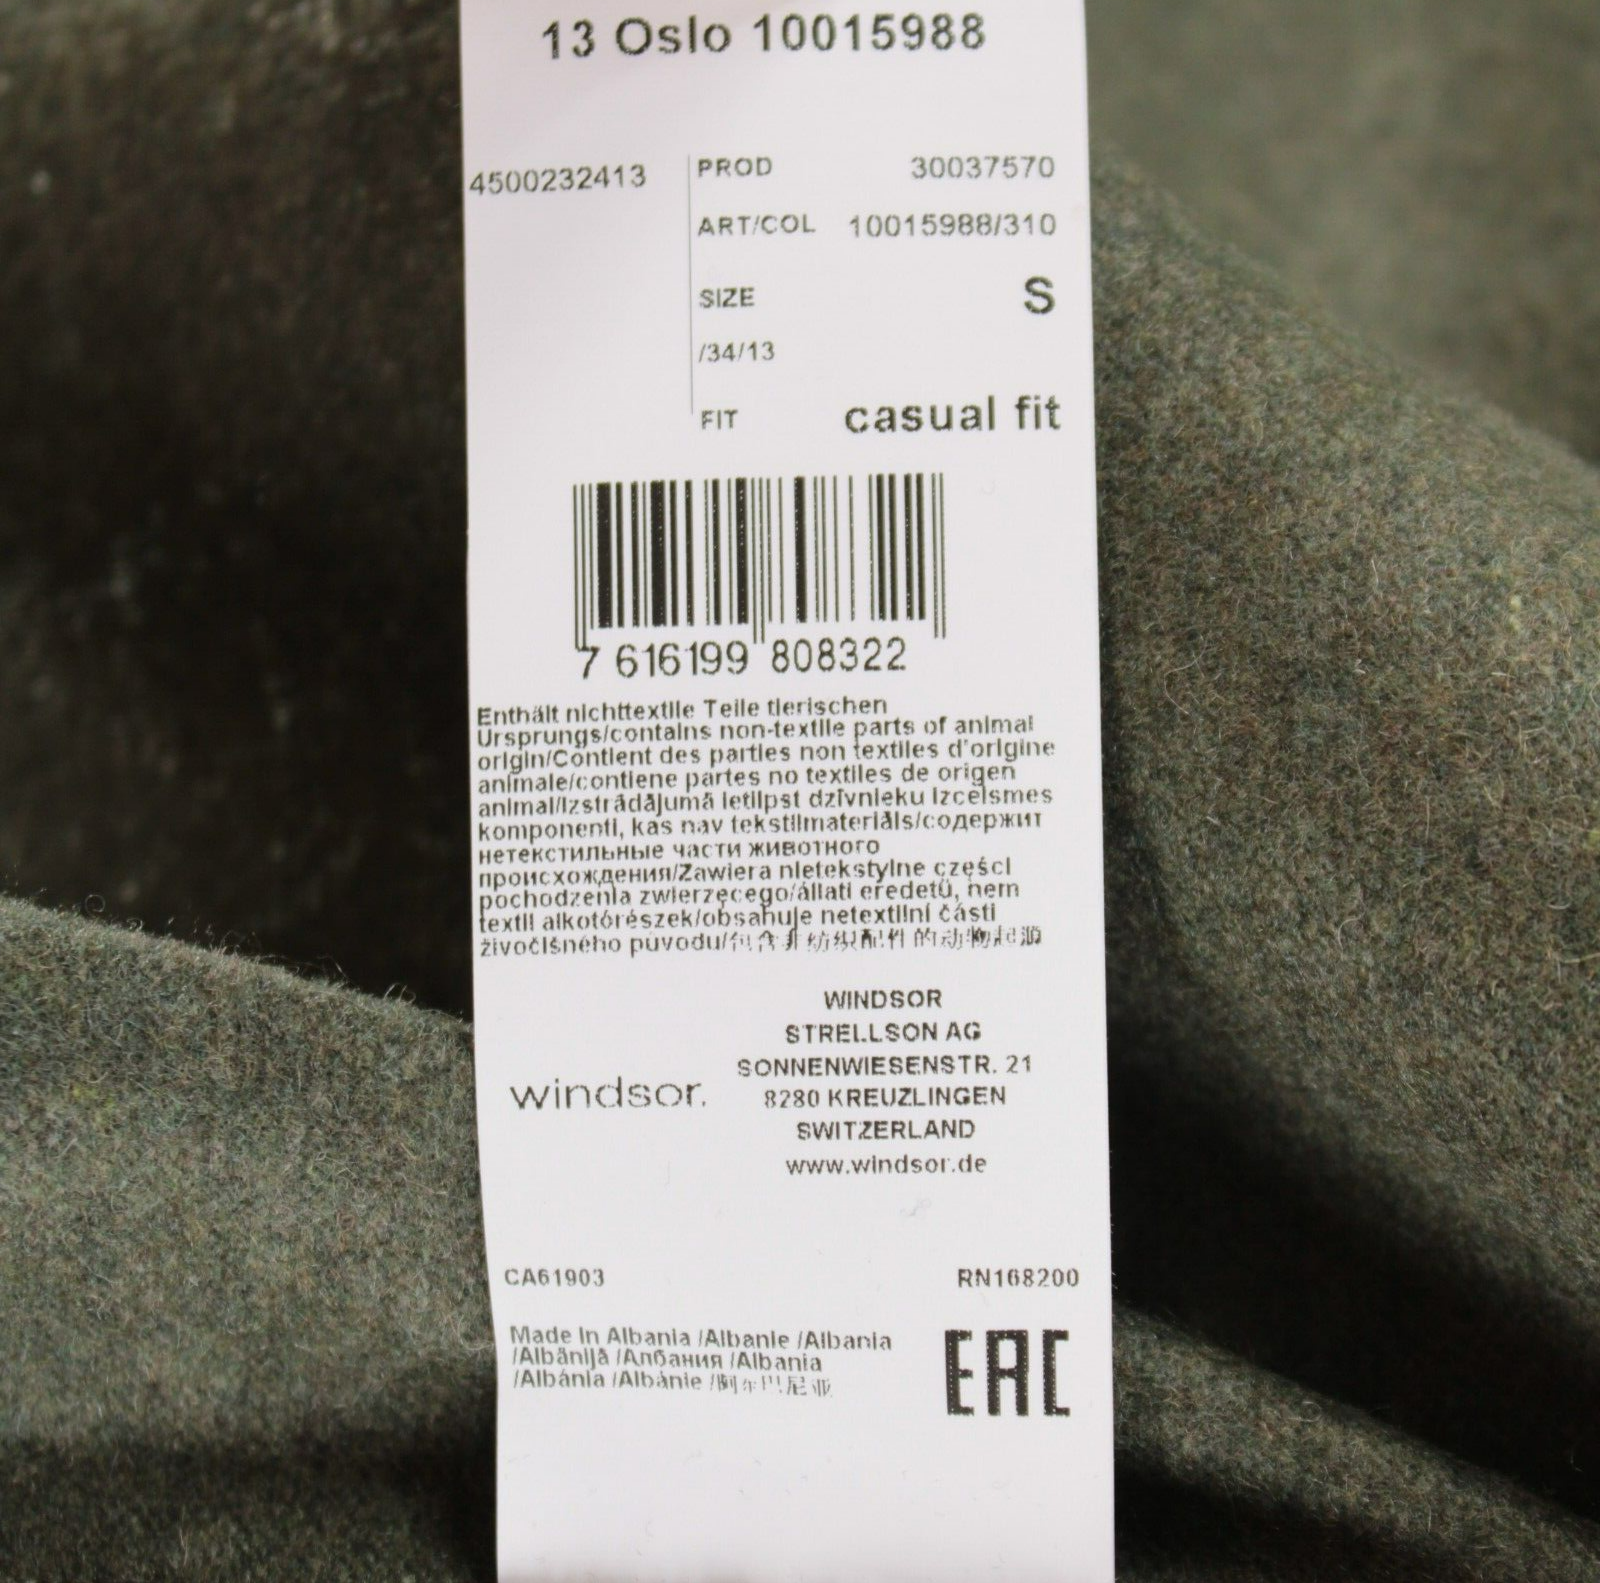 13 Oslo 10015988
4500232413
PROD 30037570
ART/COL 10015988/310
SIZE S
/34/13
FIT casual fit
7 616199 808322
Enthält nichttextile Teile tierischen
Ursprungs/contains non-textile parts of animal
origin/Contient des parties non textiles d'origine
animale/contiene partes no textiles de origen
animal/Izstrādājumā ietilpst dzīvnieku izcelsmes
komponenti, kas nav tekstilmateriāls/содержит
нетекстильные части животного
происхождения/Zawiera nietekstylne części
pochodzenia zwierzęcego/állati eredetű, nem
textil alkotórészek/obsahuje netextilní části
živočišného původu/包含非纺织配件的动物起源
windsor.
WINDSOR
STRELLSON AG
SONNENWIESENSTR. 21
8280 KREUZLINGEN
SWITZERLAND
www.windsor.de
CA61903
RN168200
Made in Albania /Albanie /Albania
/Albānijā /Албания /Albania
/Albánia /Albánie /阿尔巴尼亚
EAC